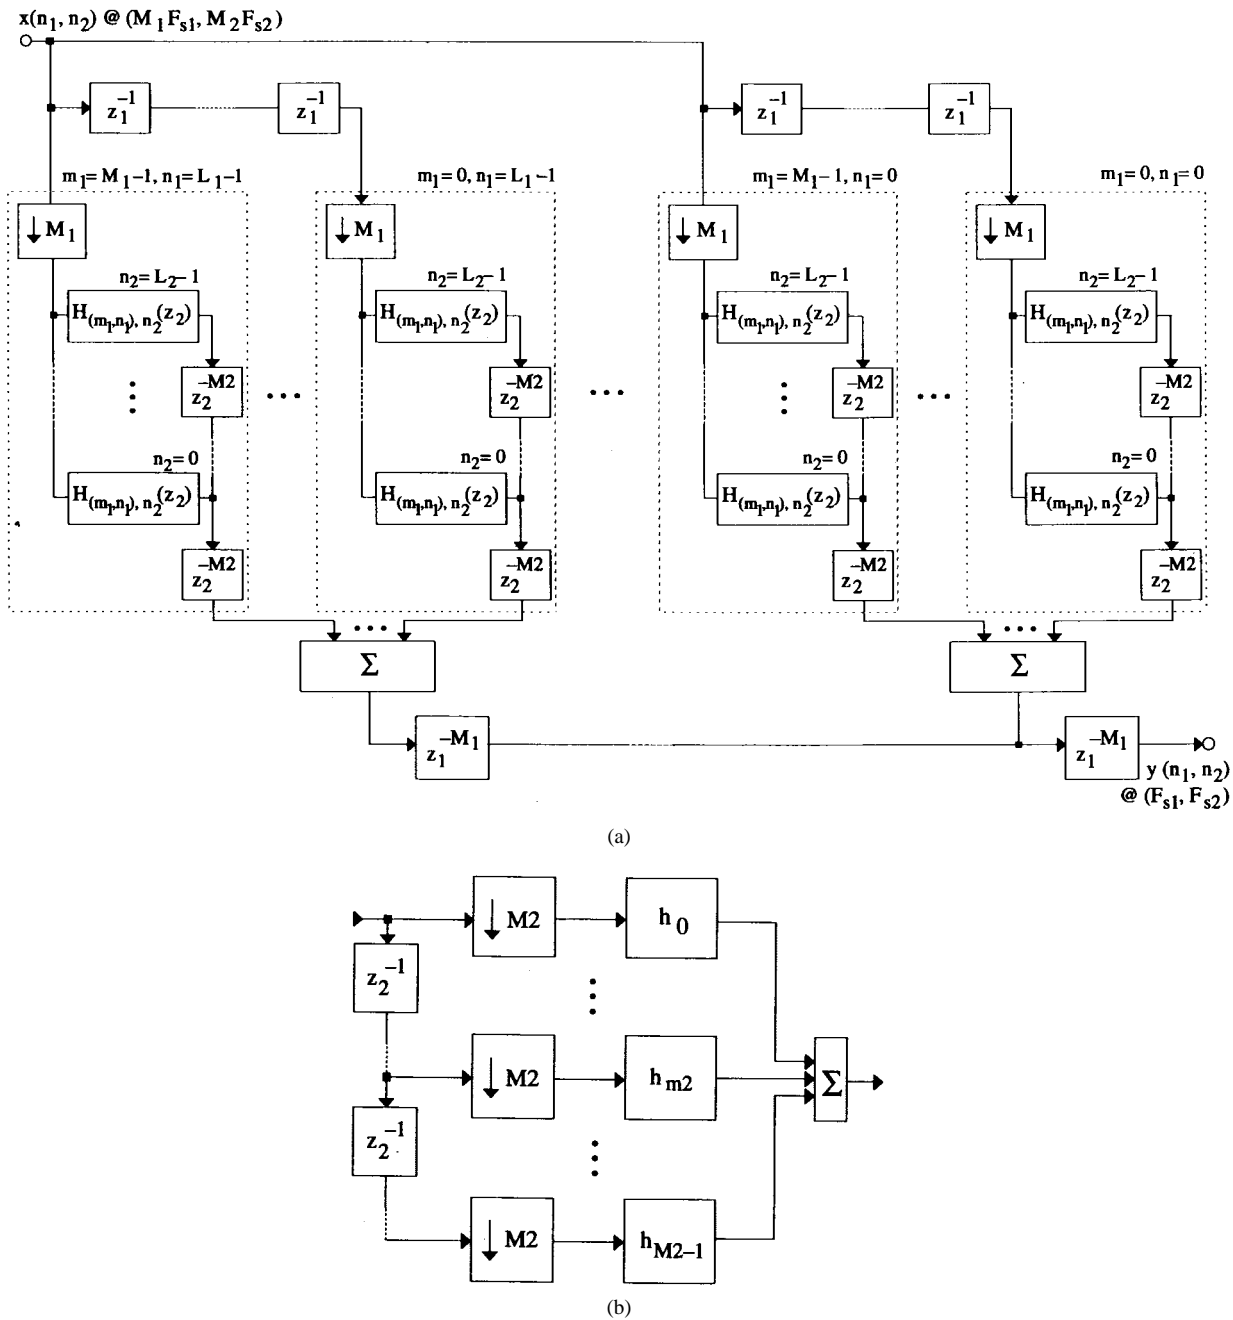 x(n₁, n₂) @ (M₁Fₛ₁, M₂Fₛ₂)
z₁⁻¹ z₁⁻¹ z₁⁻¹ z₁⁻¹
m₁= M₁−1, n₁= L₁−1 m₁= 0, n₁= L₁−1 m₁= M₁−1, n₁= 0 m₁= 0, n₁= 0
↓ M₁ ↓ M₁ ↓ M₁ ↓ M₁
n₂= L₂− 1 n₂= L₂− 1 n₂= L₂− 1 n₂= L₂− 1
H₍ₘ₁,ₙ₁₎, ₙ₂(z₂) H₍ₘ₁,ₙ₁₎, ₙ₂(z₂) H₍ₘ₁,ₙ₁₎, ₙ₂(z₂) H₍ₘ₁,ₙ₁₎, ₙ₂(z₂)
z₂^−M2 ... z₂^−M2 ... z₂^−M2 ... z₂^−M2
n₂= 0 n₂= 0 n₂= 0 n₂= 0
H₍ₘ₁,ₙ₁₎, ₙ₂(z₂) H₍ₘ₁,ₙ₁₎, ₙ₂(z₂) H₍ₘ₁,ₙ₁₎, ₙ₂(z₂) H₍ₘ₁,ₙ₁₎, ₙ₂(z₂)
z₂^−M2 z₂^−M2 z₂^−M2 z₂^−M2
... ...
Σ Σ
z₁^−M₁ z₁^−M₁
y (n₁, n₂)
@ (Fₛ₁, Fₛ₂)
(a)
↓ M2 h₀
z₂⁻¹
↓ M2 hₘ₂ Σ
z₂⁻¹
↓ M2 h_M2−1
(b)